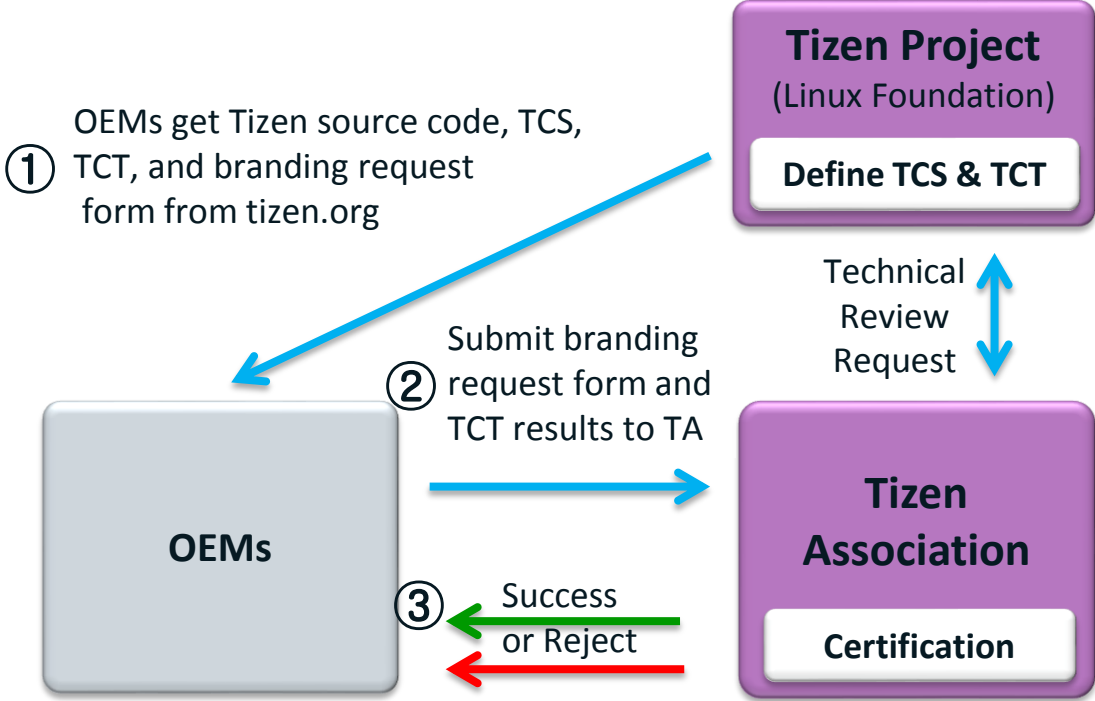 Tizen Project
(Linux Foundation)
Define TCS & TCT
① OEMs get Tizen source code, TCS,
TCT, and branding request
form from tizen.org
Technical
Review
Request
② Submit branding
request form and
TCT results to TA
OEMs
Tizen
Association
Certification
③ Success
or Reject